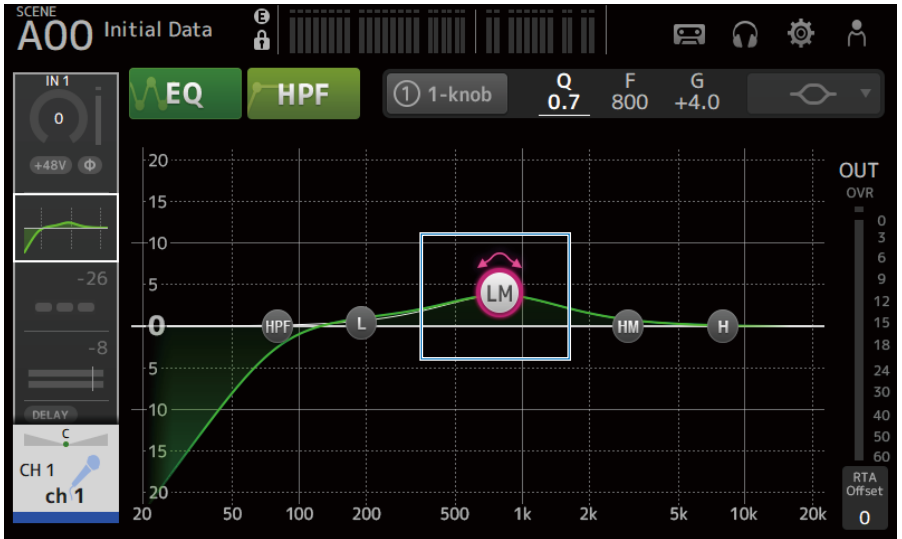 SCENE
A00 Initial Data
E
IN 1
0
+48V Φ
-26
-8
DELAY
C
CH 1
ch 1
EQ
HPF
1 1-knob
Q
0.7
F
800
G
+4.0
20
15
10
5
0
5
10
15
20
HPF
L
LM
HM
H
20 50 100 200 500 1k 2k 5k 10k 20k
OUT
OVR
0
3
6
9
12
15
18
24
30
40
50
60
RTA
Offset
0